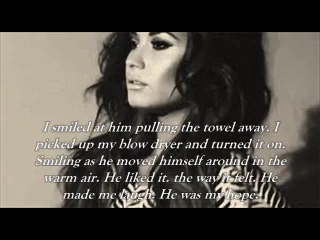 I smiled at him pulling the towel away. I
picked up my blow dryer and turned it on.
Smiling as he moved himself around in the
warm air. He liked it. the way it felt. He
made me laugh. He was my hope.